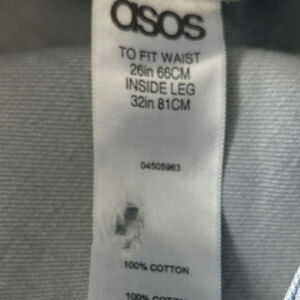 asos
TO FIT WAIST
26in 66CM
INSIDE LEG
32in 81CM
04505963
100% COTTON
100% COTTON